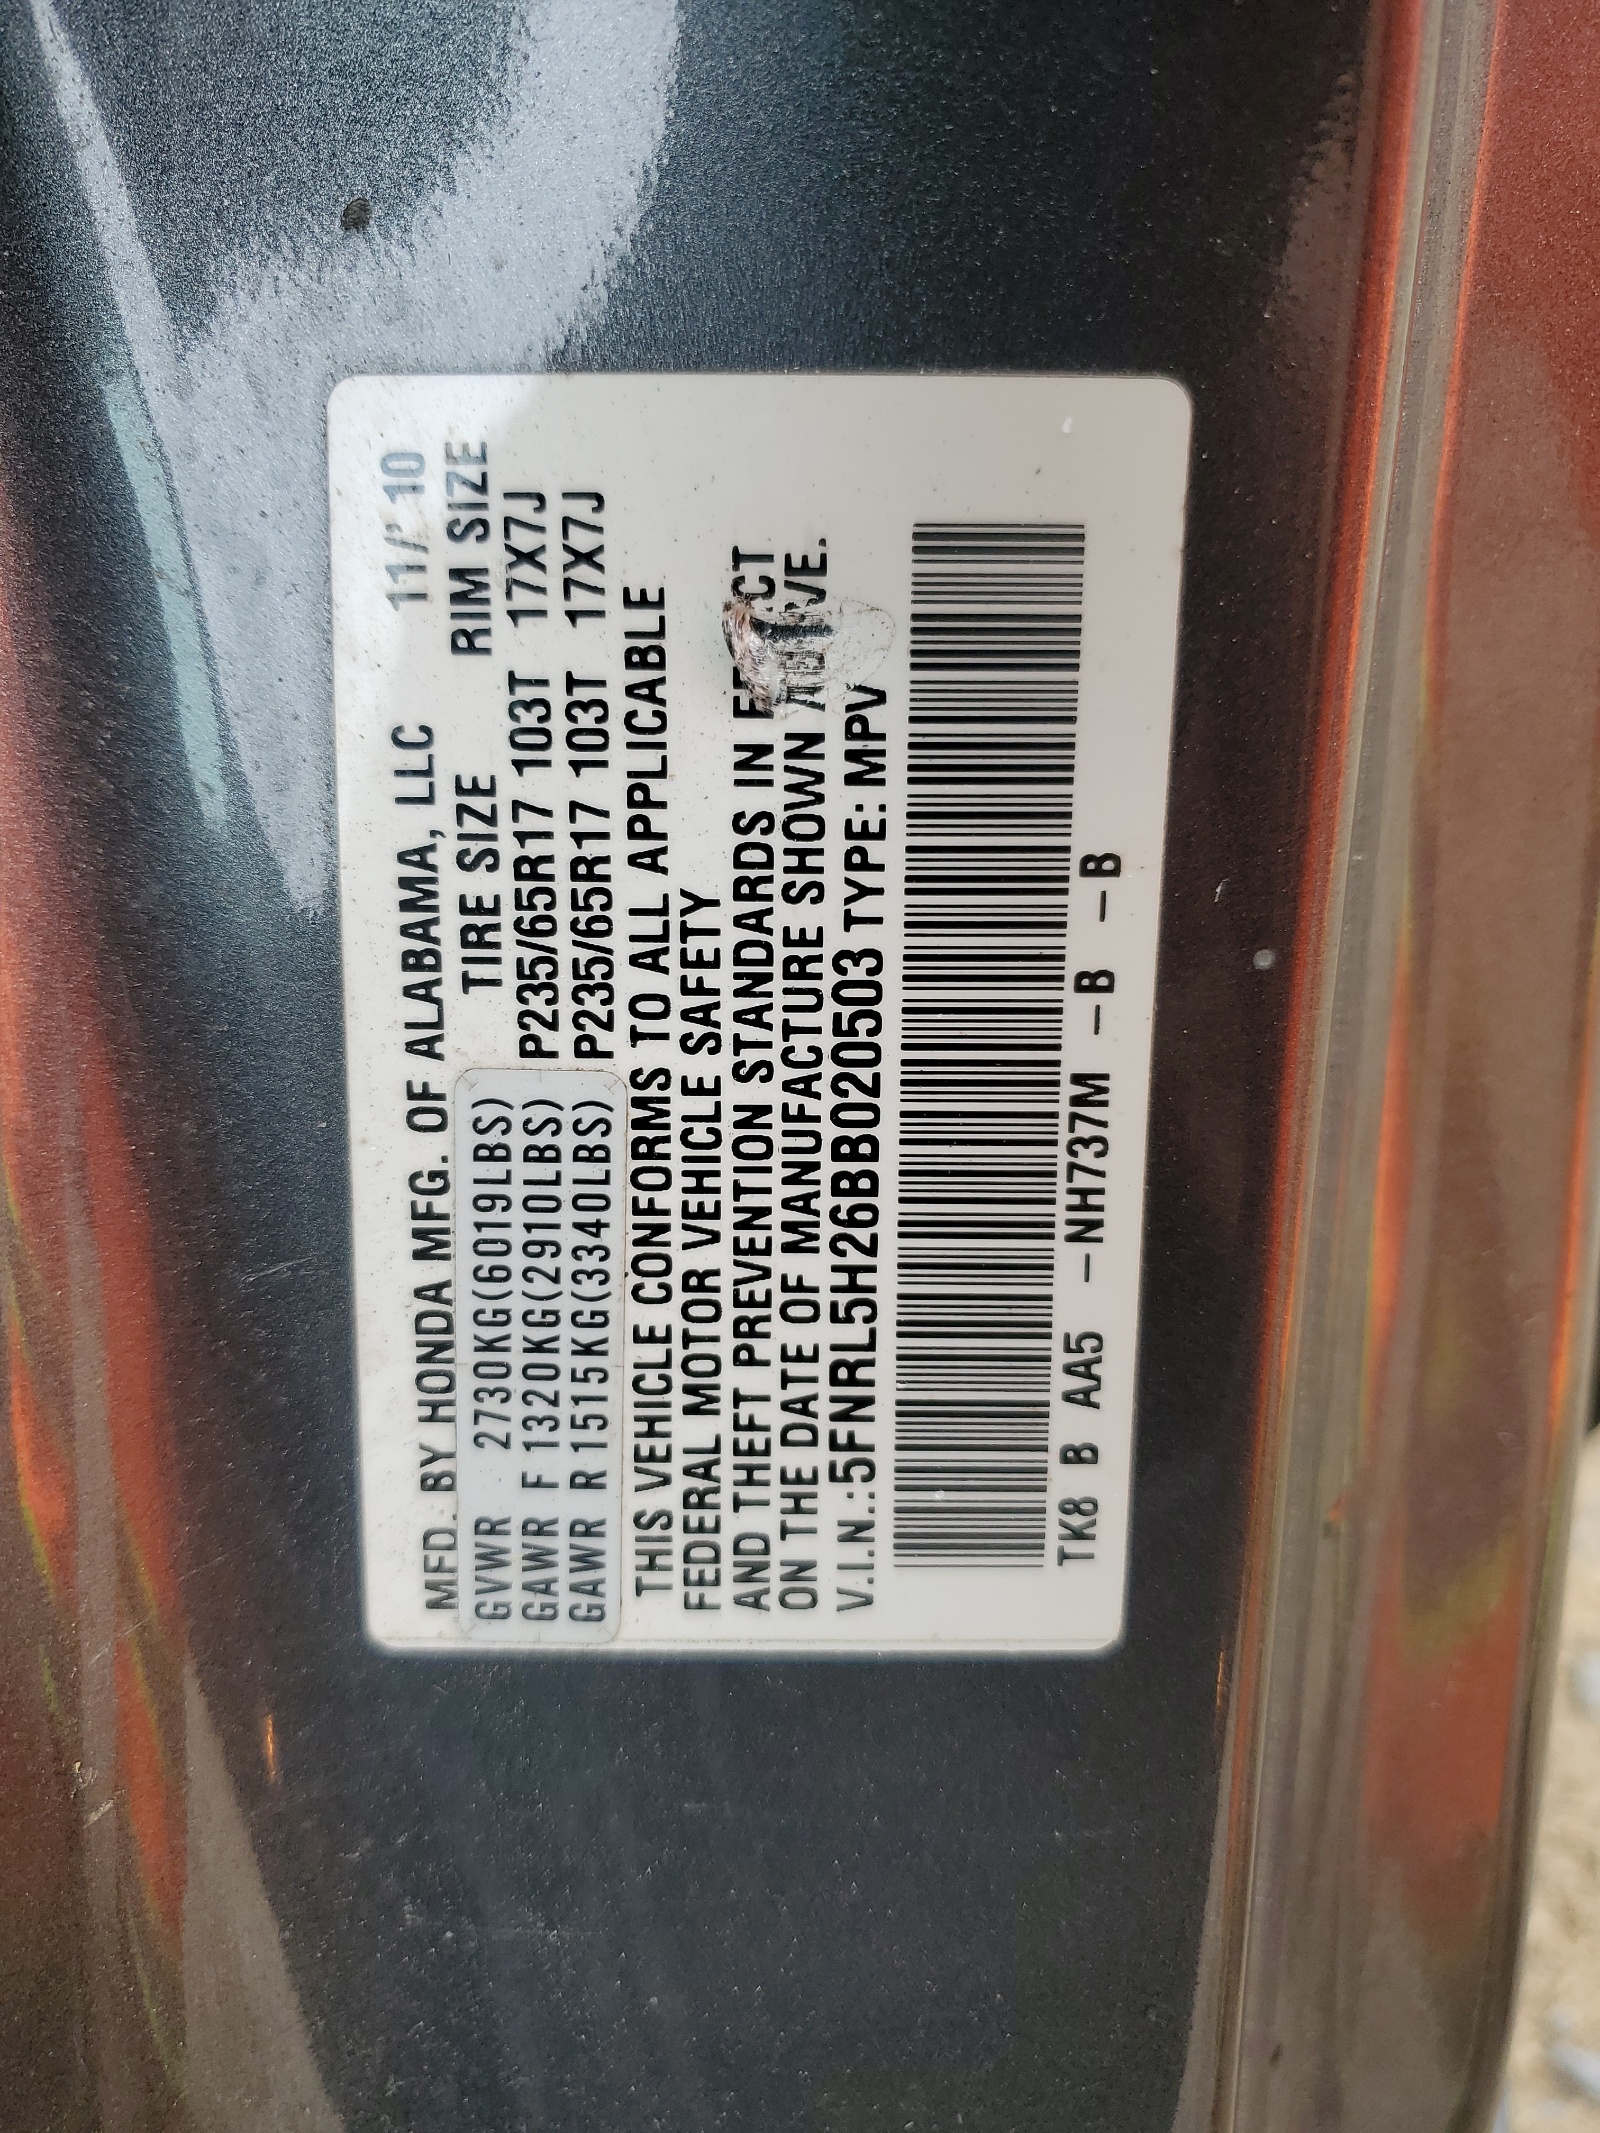 MFD. BY HONDA MFG. OF ALABAMA, LLC 11/'10
TIRE SIZE RIM SIZE
GVWR 2730KG(6019LBS)
GAWR F 1320KG(2910LBS) P235/65R17 103T 17X7J
GAWR R 1515KG(3340LBS) P235/65R17 103T 17X7J
THIS VEHICLE CONFORMS TO ALL APPLICABLE
FEDERAL MOTOR VEHICLE SAFETY
AND THEFT PREVENTION STANDARDS IN EFFECT
ON THE DATE OF MANUFACTURE SHOWN ABOVE.
V.I.N.:5FNRL5H26BB020503 TYPE: MPV
TK8 B AA5 -NH737M -B -B